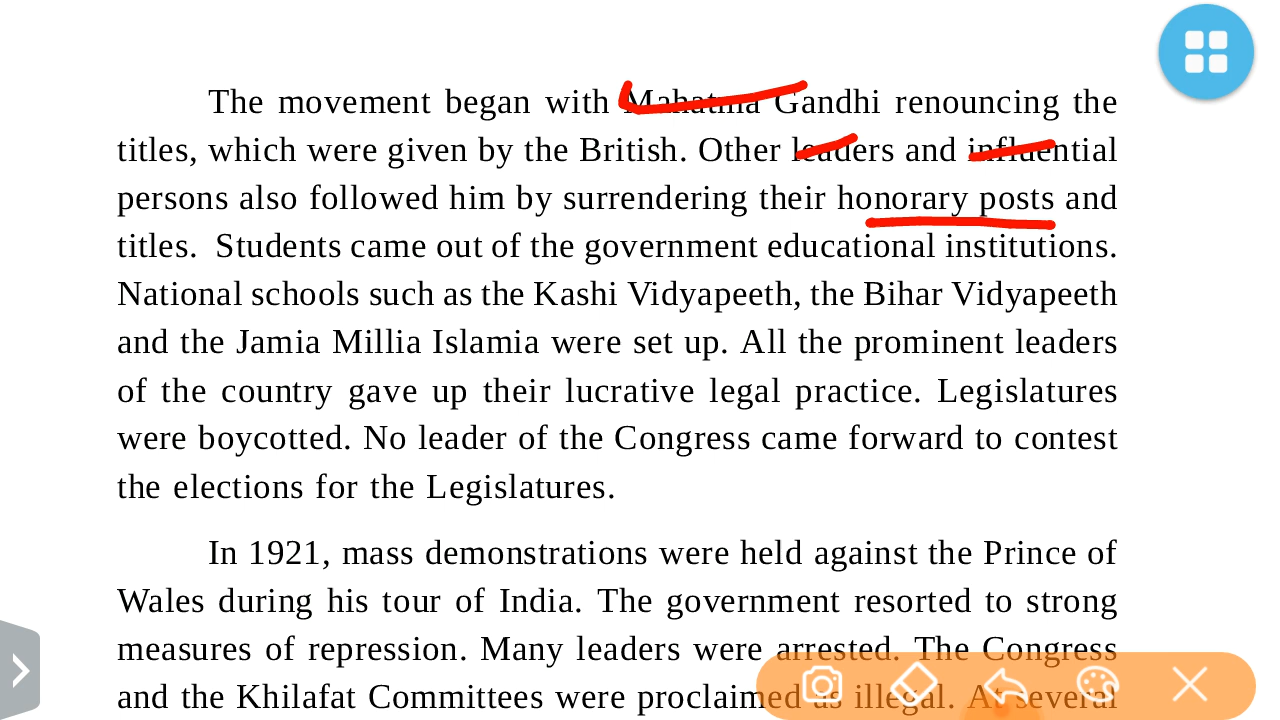 The movement began with Mahatma Gandhi renouncing the
titles, which were given by the British. Other leaders and influential
persons also followed him by surrendering their honorary posts and
titles. Students came out of the government educational institutions.
National schools such as the Kashi Vidyapeeth, the Bihar Vidyapeeth
and the Jamia Millia Islamia were set up. All the prominent leaders
of the country gave up their lucrative legal practice. Legislatures
were boycotted. No leader of the Congress came forward to contest
the elections for the Legislatures.
In 1921, mass demonstrations were held against the Prince of
Wales during his tour of India. The government resorted to strong
measures of repression. Many leaders were arrested. The Congress
and the Khilafat Committees were proclaimed as illegal. At several